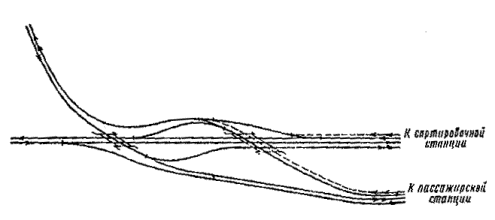 К сортировочной
станции
К пассажирской
станции